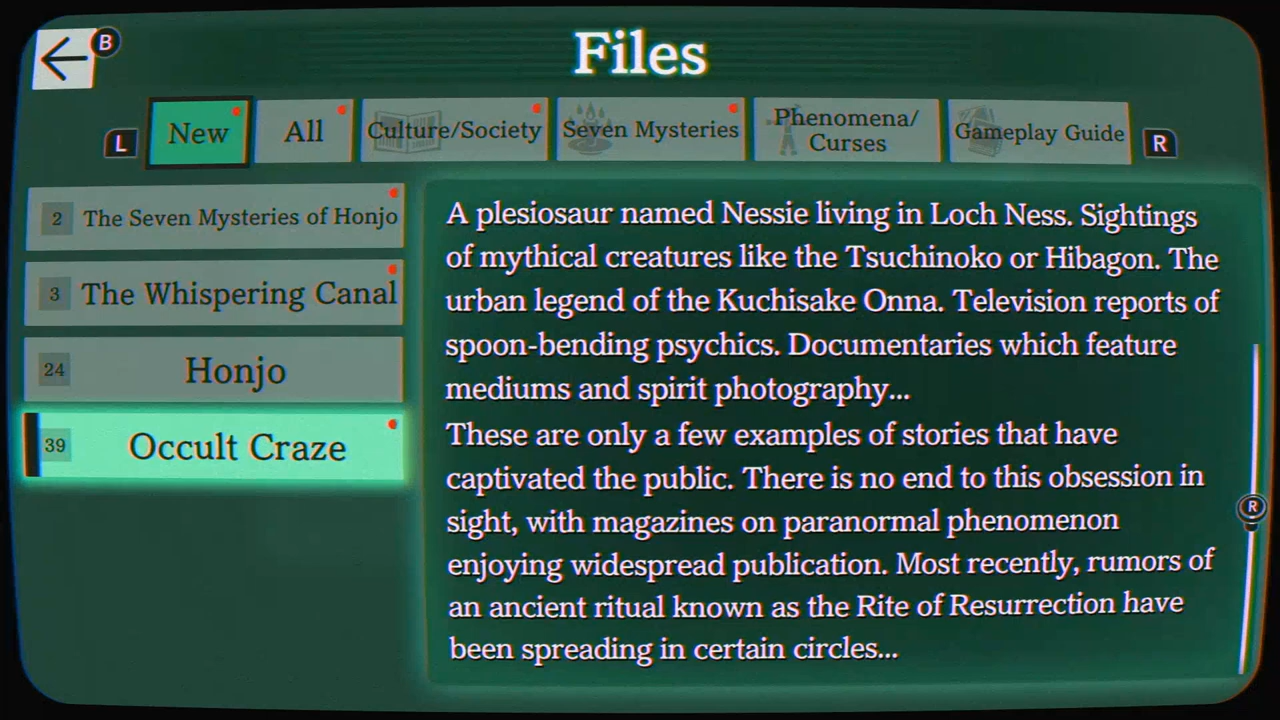 B
Files
L
New
All
Culture/Society
Seven Mysteries
Phenomena/
Curses
Gameplay Guide
R
2 The Seven Mysteries of Honjo
3 The Whispering Canal
24 Honjo
39 Occult Craze
A plesiosaur named Nessie living in Loch Ness. Sightings
of mythical creatures like the Tsuchinoko or Hibagon. The
urban legend of the Kuchisake Onna. Television reports of
spoon-bending psychics. Documentaries which feature
mediums and spirit photography...
These are only a few examples of stories that have
captivated the public. There is no end to this obsession in
sight, with magazines on paranormal phenomenon
enjoying widespread publication. Most recently, rumors of
an ancient ritual known as the Rite of Resurrection have
been spreading in certain circles...
R